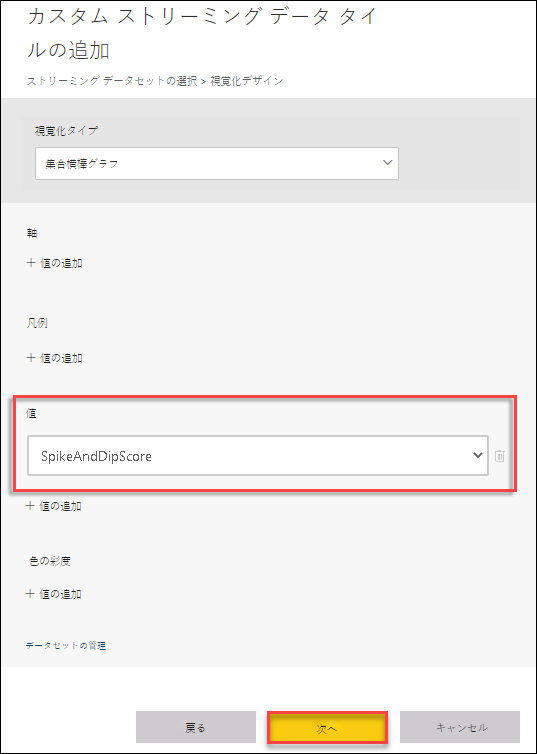 カスタム ストリーミング データ タイ
ルの追加
ストリーミング データセットの選択 > 視覚化デザイン
視覚化タイプ
集合横棒グラフ
軸
+ 値の追加
凡例
+ 値の追加
値
SpikeAndDipScore
+ 値の追加
色の彩度
+ 値の追加
データセットの管理
戻る 次へ キャンセル